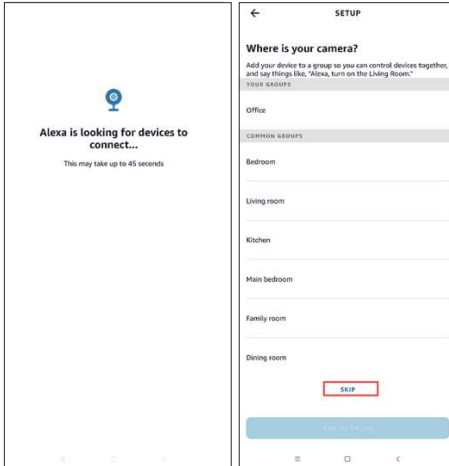 Alexa is looking for devices to
connect...
This may take up to 45 seconds
SETUP
Where is your camera?
Add your device to a group so you can control devices together,
and say things like, "Alexa, turn on the Living Room."
YOUR GROUPS
Office
COMMON GROUPS
Bedroom
Living room
Kitchen
Main bedroom
Family room
Dining room
SKIP